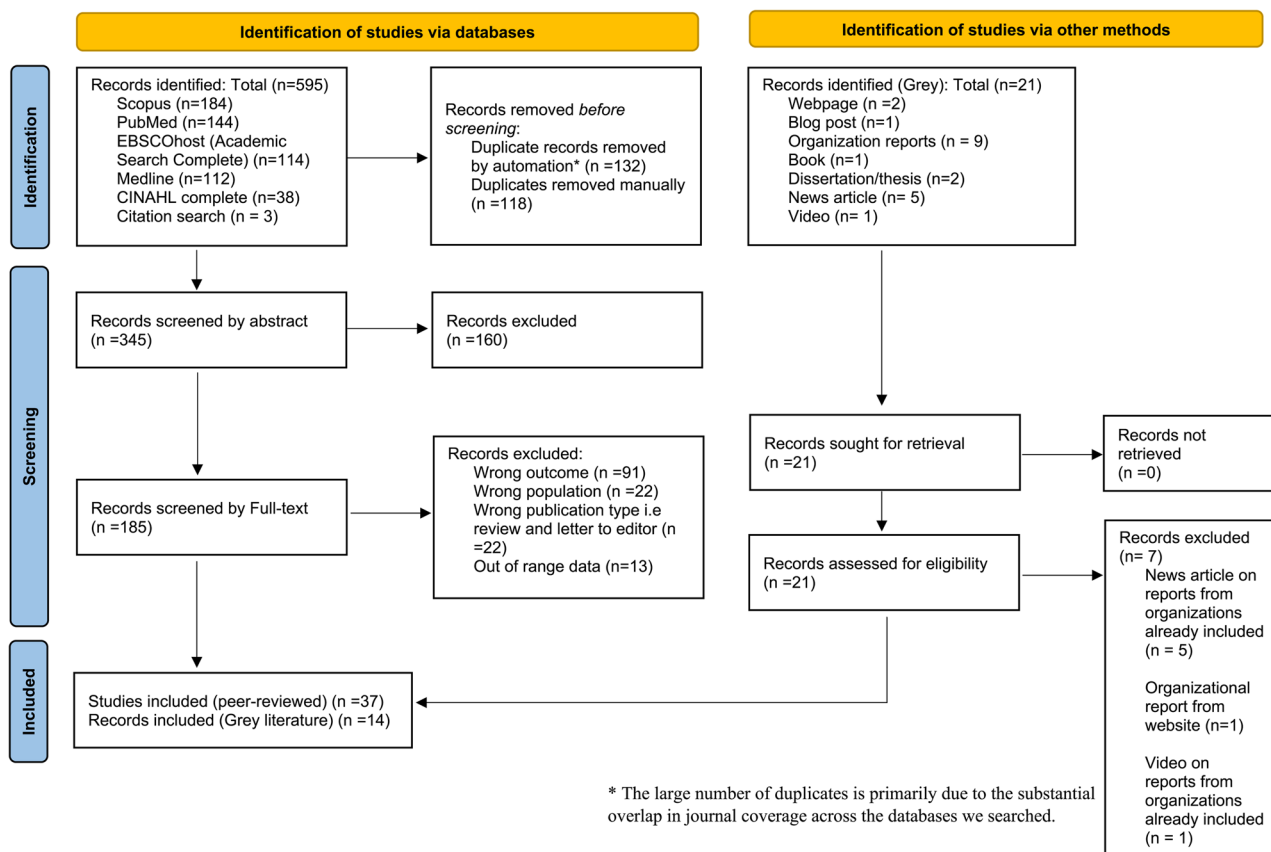 Identification of studies via databases
Identification of studies via other methods
Identification
Records identified: Total (n=595)
Scopus (n=184)
PubMed (n=144)
EBSCOhost (Academic
Search Complete) (n=114)
Medline (n=112)
CINAHL complete (n=38)
Citation search (n = 3)
Records removed before
screening:
Duplicate records removed
by automation* (n =132)
Duplicates removed manually
(n =118)
Records identified (Grey): Total (n=21)
Webpage (n =2)
Blog post (n=1)
Organization reports (n = 9)
Book (n=1)
Dissertation/thesis (n=2)
News article (n= 5)
Video (n= 1)
Screening
Records screened by abstract
(n =345)
Records excluded
(n =160)
Records screened by Full-text
(n =185)
Records excluded:
Wrong outcome (n =91)
Wrong population (n =22)
Wrong publication type i.e
review and letter to editor (n
=22)
Out of range data (n=13)
Records sought for retrieval
(n =21)
Records not
retrieved
(n =0)
Records assessed for eligibility
(n =21)
Records excluded
(n= 7)
News article on
reports from
organizations
already included
(n = 5)
Organizational
report from
website (n=1)
Video on
reports from
organizations
already included
(n = 1)
Included
Studies included (peer-reviewed) (n =37)
Records included (Grey literature) (n =14)
* The large number of duplicates is primarily due to the substantial
overlap in journal coverage across the databases we searched.